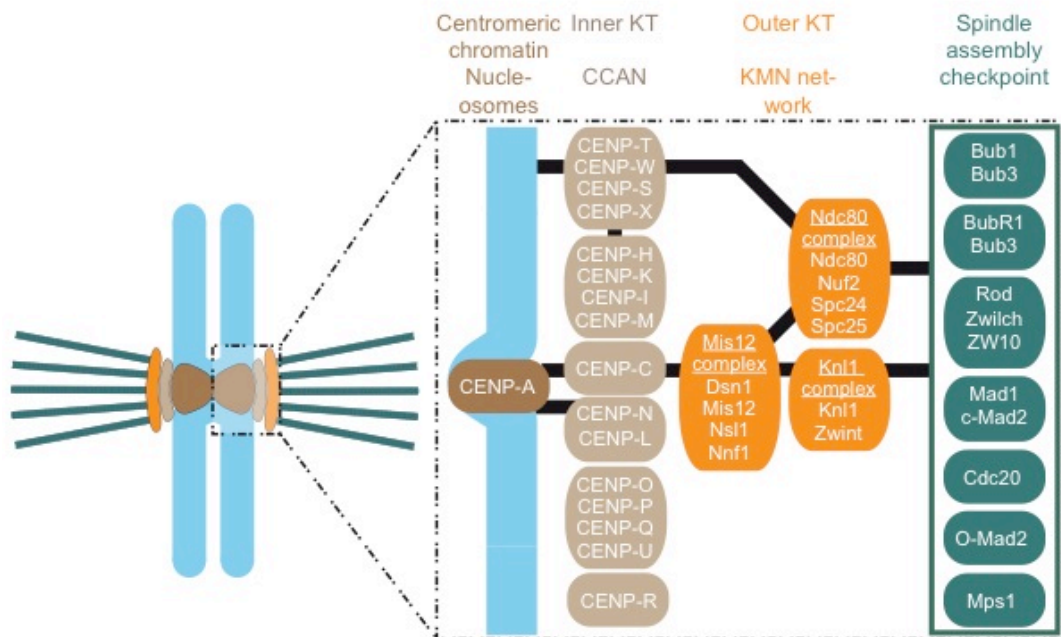 Centromeric
chromatin
Nucle-
osomes
Inner KT
CCAN
Outer KT
KMN net-
work
Spindle
assembly
checkpoint
CENP-A
CENP-T
CENP-W
CENP-S
CENP-X
CENP-H
CENP-K
CENP-I
CENP-M
CENP-C
CENP-N
CENP-L
CENP-O
CENP-P
CENP-Q
CENP-U
CENP-R
Mis12
complex
Dsn1
Mis12
Nsl1
Nnf1
Ndc80
complex
Ndc80
Nuf2
Spc24
Spc25
Knl1
complex
Knl1
Zwint
Bub1
Bub3
BubR1
Bub3
Rod
Zwilch
ZW10
Mad1
c-Mad2
Cdc20
O-Mad2
Mps1